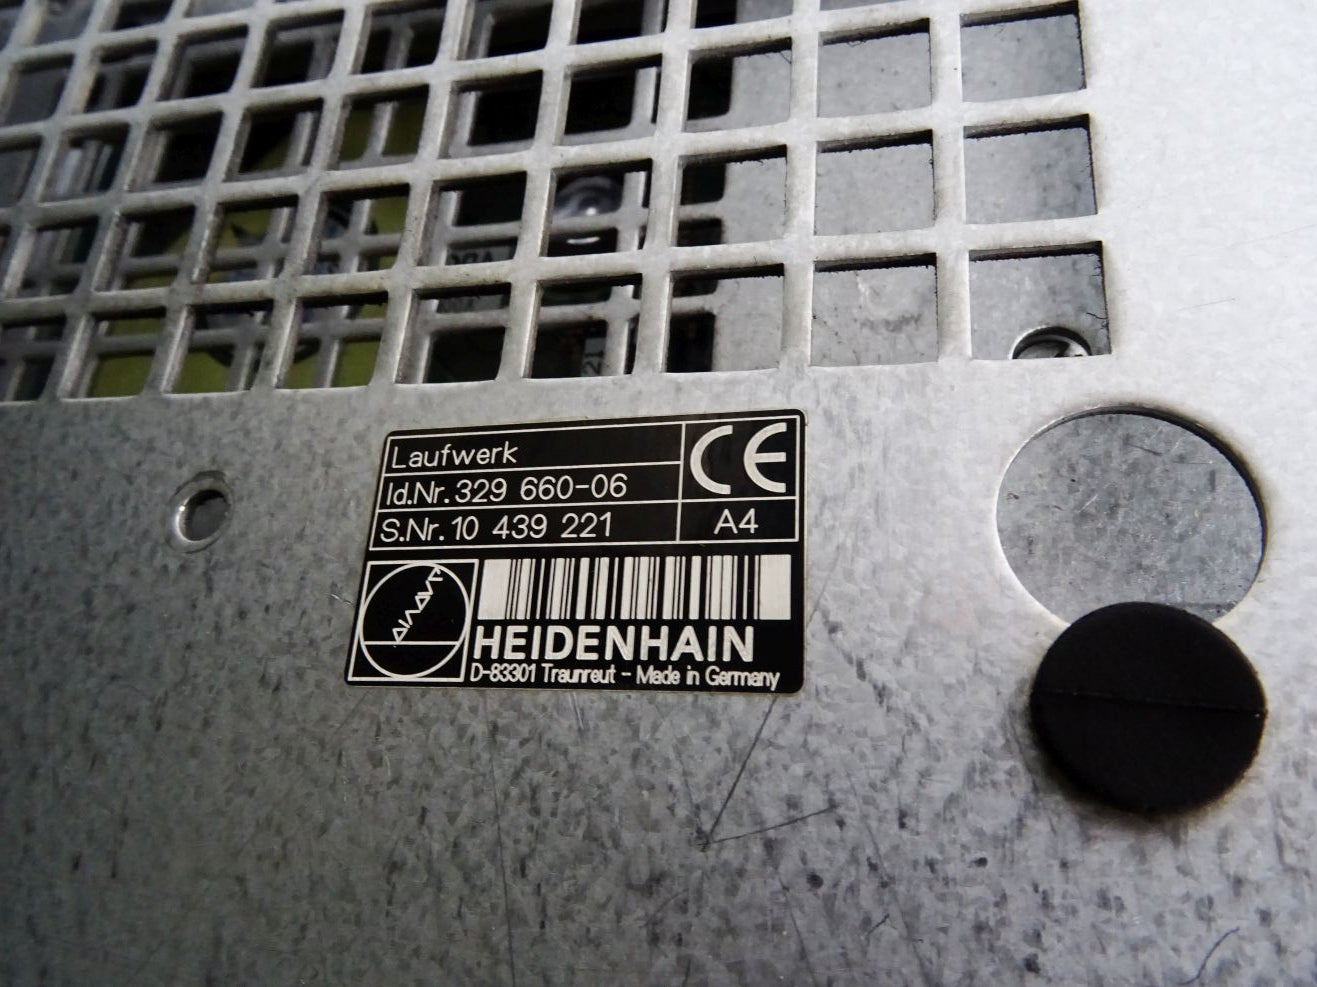 Laufwerk
CE
Id.Nr. 329 660-06
S.Nr. 10 439 221
A4
HEIDENHAIN
D-83301 Traunreut - Made in Germany